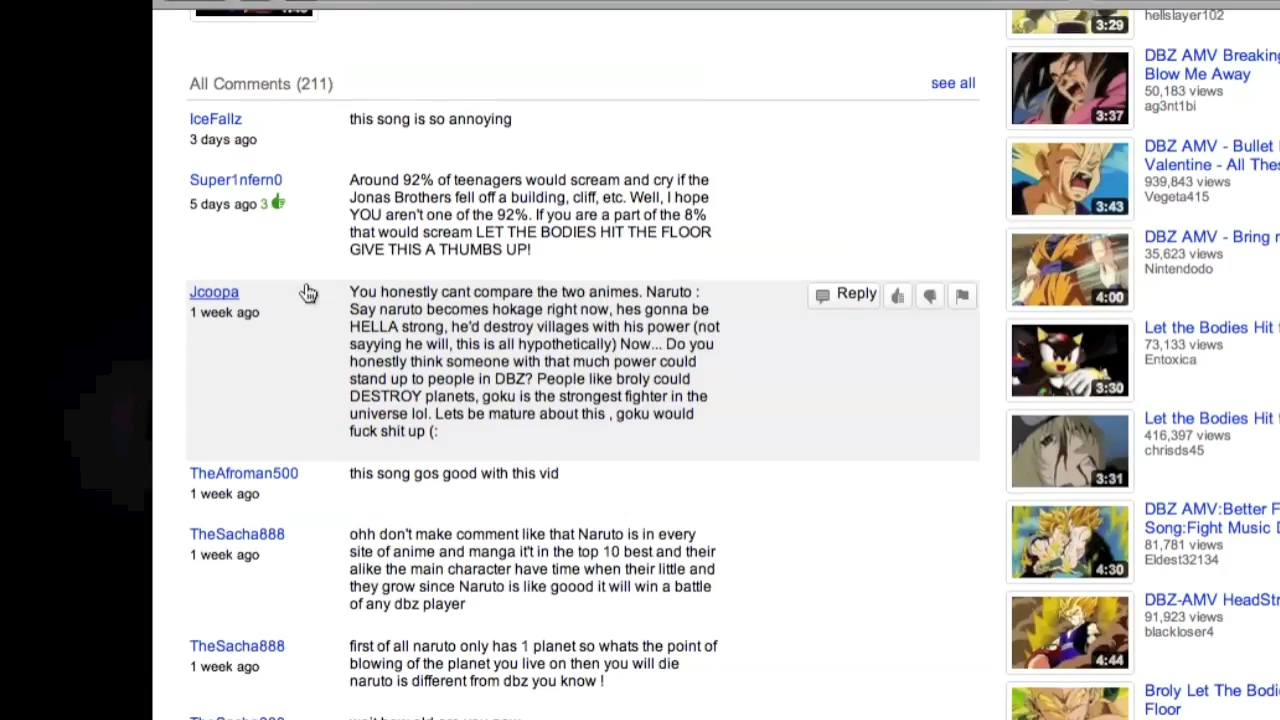 hellslayer102
3:29
All Comments (211)
see all
IceFallz
this song is so annoying
3 days ago
Super1nfern0
5 days ago 3
Around 92% of teenagers would scream and cry if the
Jonas Brothers fell off a building, cliff, etc. Well, I hope
YOU aren't one of the 92%. If you are a part of the 8%
that would scream LET THE BODIES HIT THE FLOOR
GIVE THIS A THUMBS UP!
Jcoopa
1 week ago
You honestly cant compare the two animes. Naruto :
Say naruto becomes hokage right now, hes gonna be
HELLA strong, he'd destroy villages with his power (not
sayying he will, this is all hypothetically) Now... Do you
honestly think someone with that much power could
stand up to people in DBZ? People like broly could
DESTROY planets, goku is the strongest fighter in the
universe lol. Lets be mature about this , goku would
fuck shit up (:
Reply
TheAfroman500
1 week ago
this song gos good with this vid
TheSacha888
1 week ago
ohh don't make comment like that Naruto is in every
site of anime and manga it't in the top 10 best and their
alike the main character have time when their little and
they grow since Naruto is like goood it will win a battle
of any dbz player
TheSacha888
1 week ago
first of all naruto only has 1 planet so whats the point of
blowing of the planet you live on then you will die
naruto is different from dbz you know !
DBZ AMV Breaking
Blow Me Away
50,183 views
ag3nt1bi
3:37
DBZ AMV - Bullet
Valentine - All Thes
939,843 views
Vegeta415
3:43
DBZ AMV - Bring
35,623 views
Nintendodo
4:00
Let the Bodies Hit
73,133 views
Entoxica
3:30
Let the Bodies Hit
416,397 views
chrisds45
3:31
DBZ AMV:Better
Song:Fight Music
81,781 views
Eldest32134
4:30
DBZ-AMV HeadStr
91,923 views
blackloser4
4:44
Broly Let The Bodi
Floor